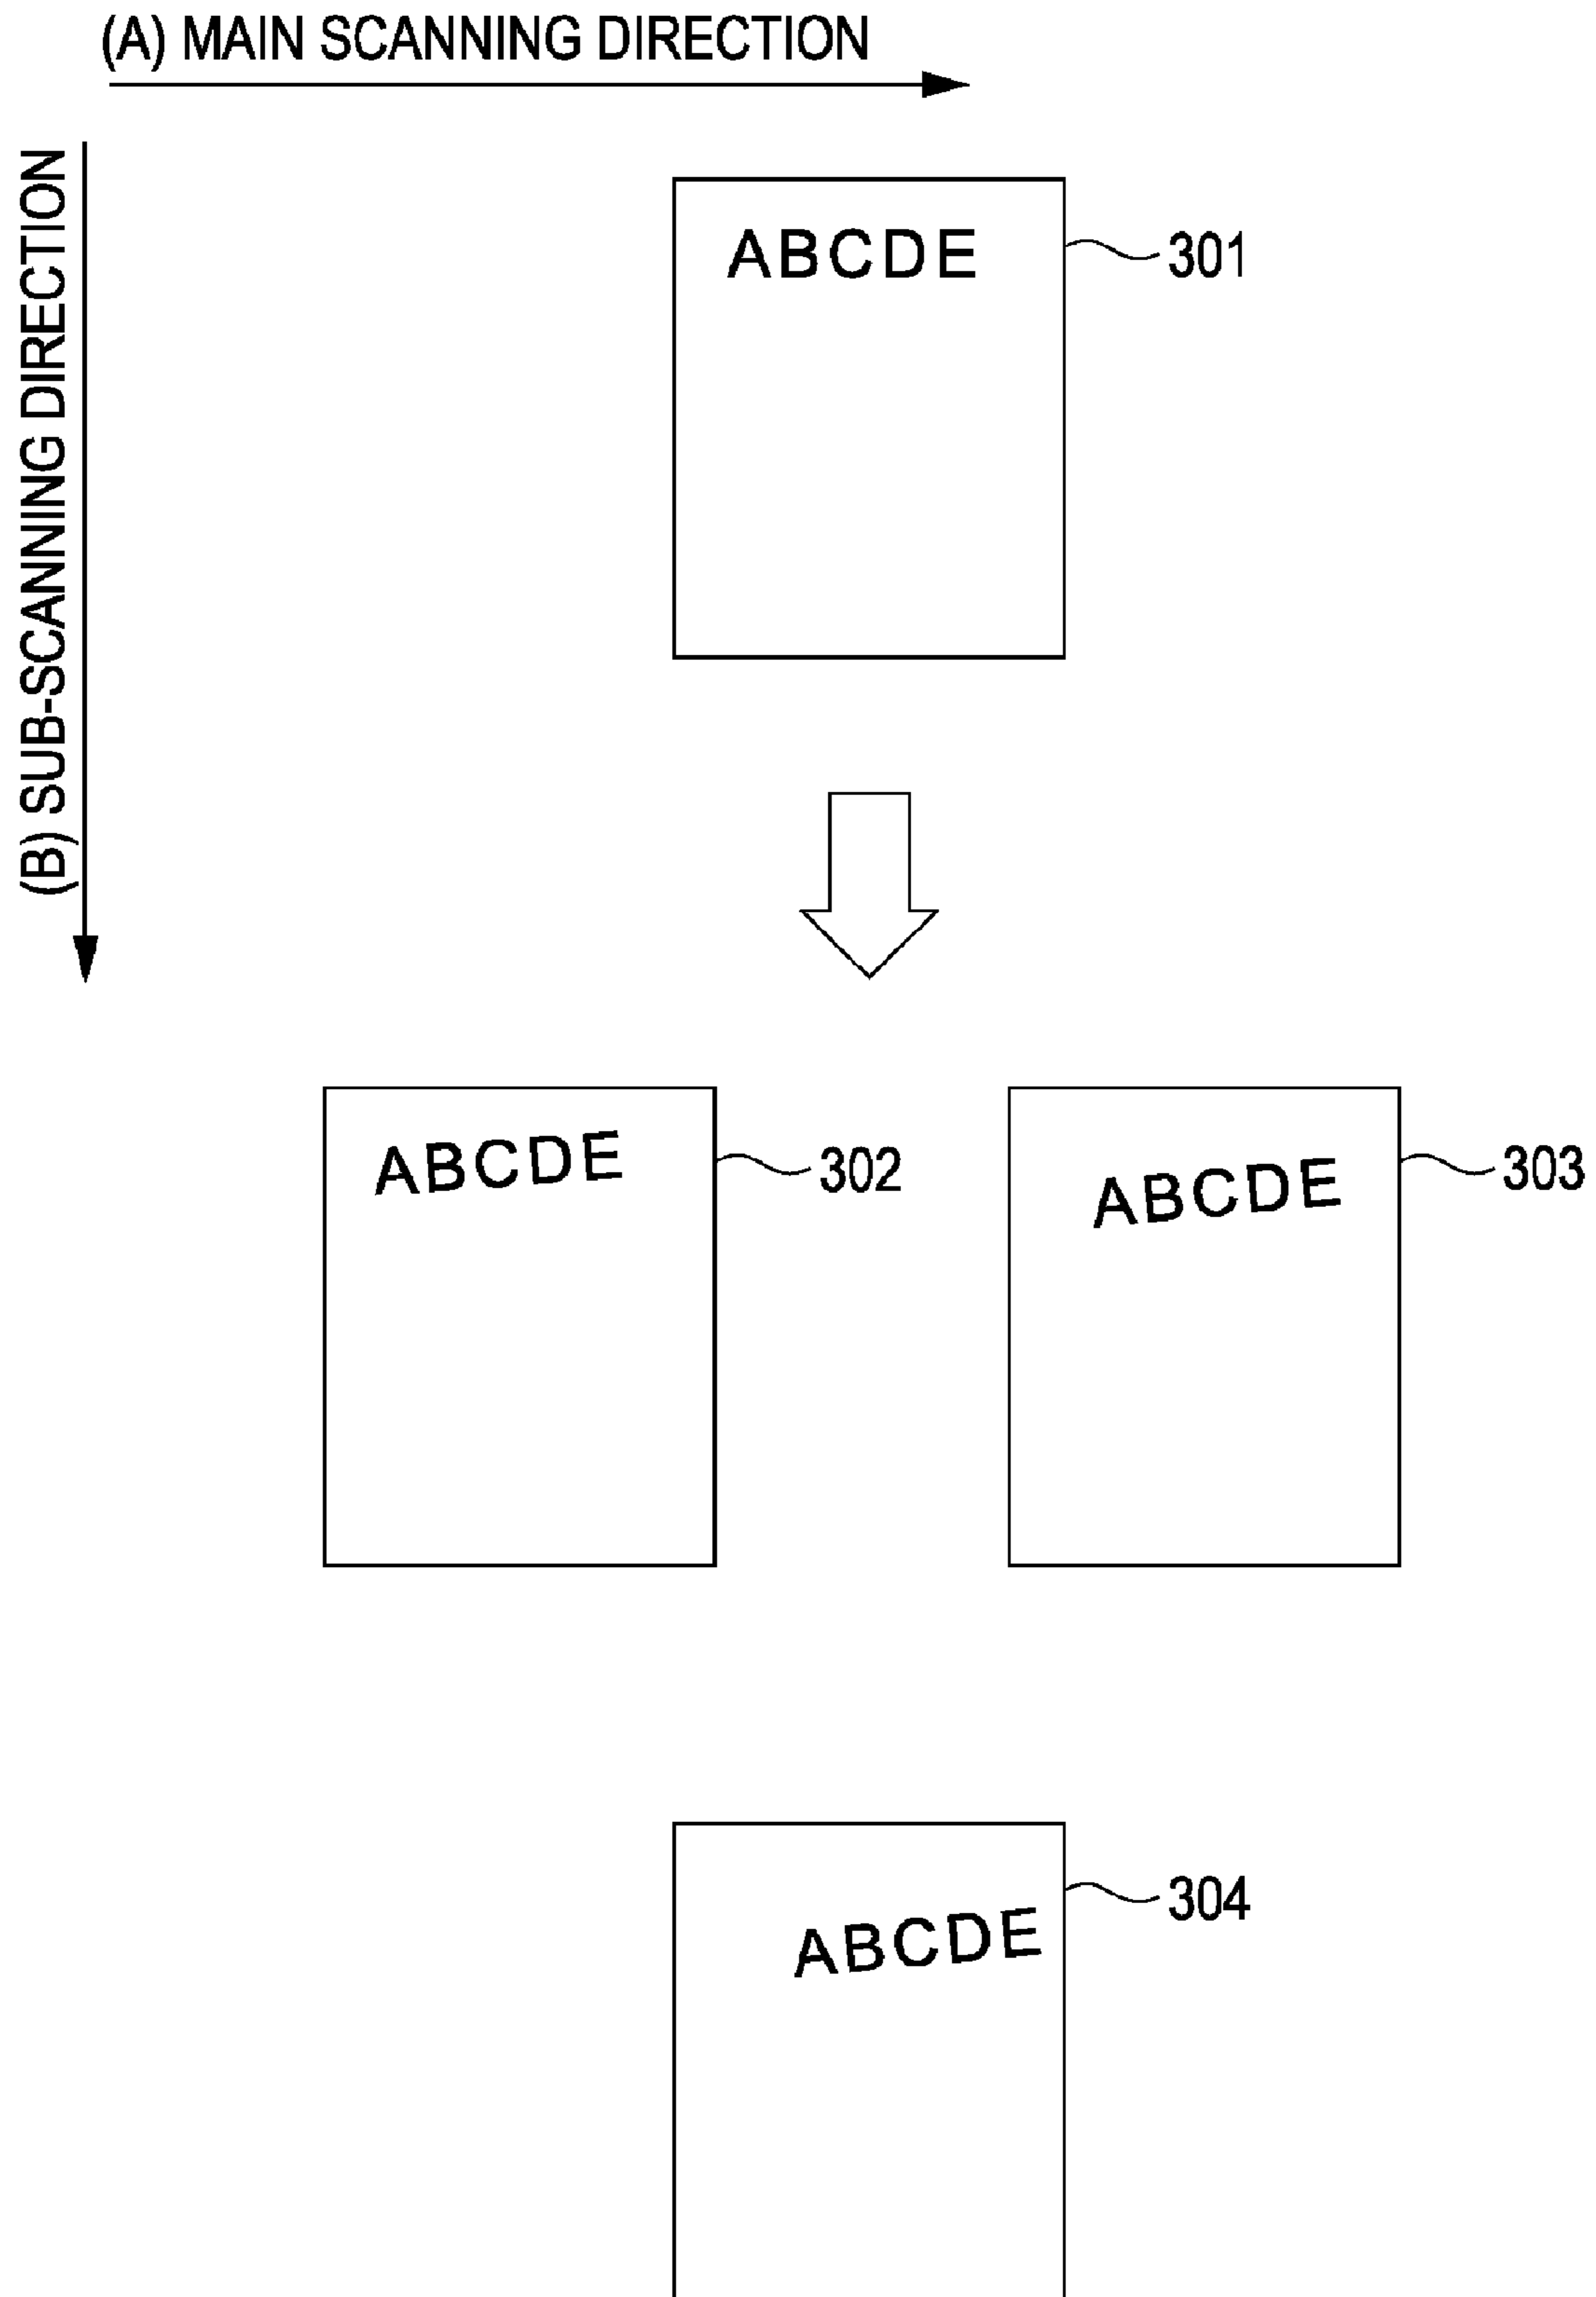 (A) MAIN SCANNING DIRECTION
(B) SUB-SCANNING DIRECTION
ABCDE
301
ABCDE
302
ABCDE
303
ABCDE
304